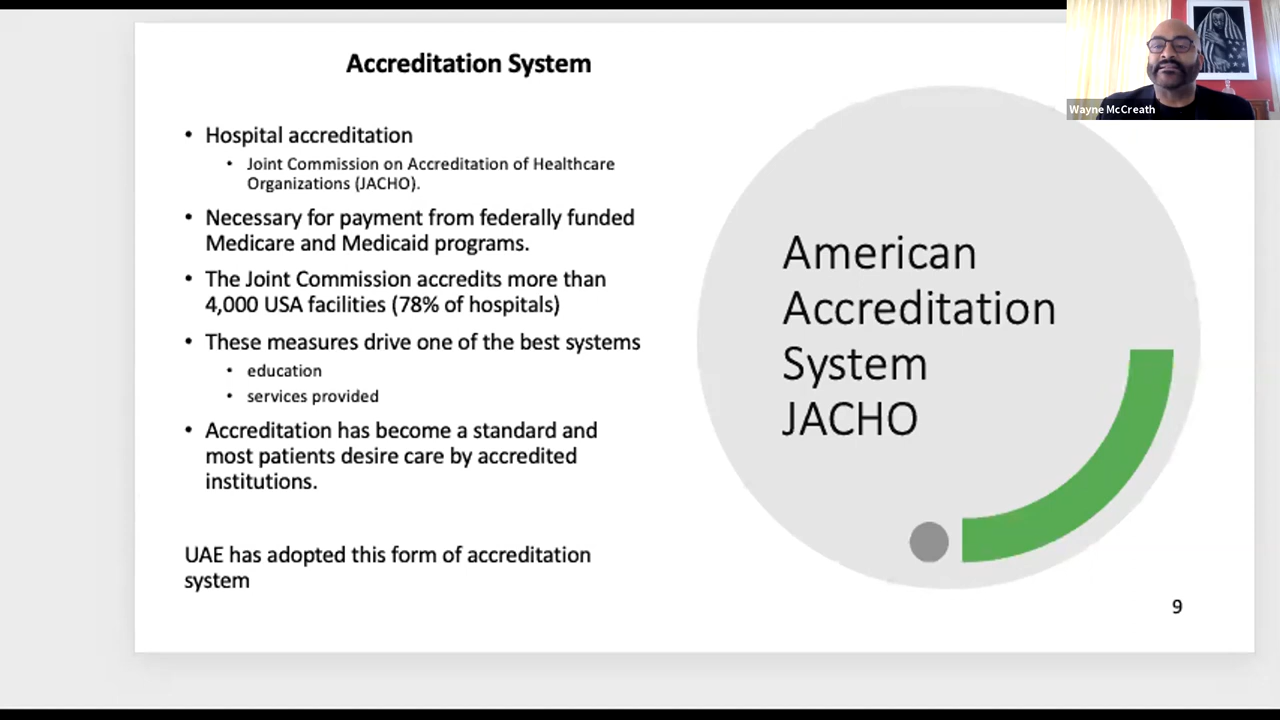 Accreditation System
• Hospital accreditation
• Joint Commission on Accreditation of Healthcare
Organizations (JACHO).
• Necessary for payment from federally funded
Medicare and Medicaid programs.
• The Joint Commission accredits more than
4,000 USA facilities (78% of hospitals)
• These measures drive one of the best systems
• education
• services provided
• Accreditation has become a standard and
most patients desire care by accredited
institutions.
UAE has adopted this form of accreditation
system
American
Accreditation
System
JACHO
9
Wayne McCreath